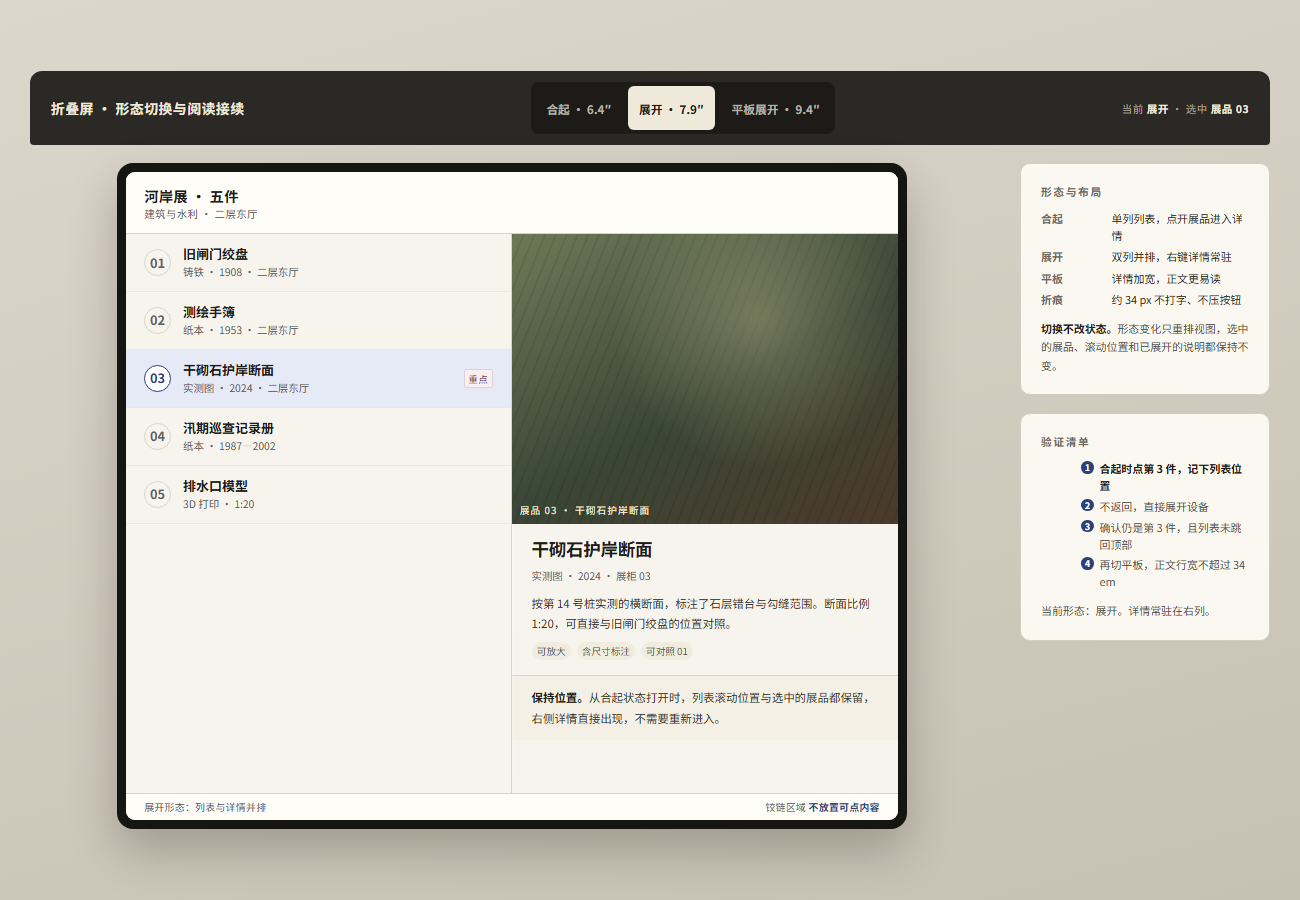 折叠屏 · 形态切换与阅读接续
合起 · 6.4″
展开 · 7.9″
平板展开 · 9.4″
当前 展开 · 选中 展品 03
河岸展 · 五件
建筑与水利 · 二层东厅
01
旧闸门绞盘
铸铁 · 1908 · 二层东厅
02
测绘手簿
纸本 · 1953 · 二层东厅
03
干砌石护岸断面
实测图 · 2024 · 二层东厅
重点
04
汛期巡查记录册
纸本 · 1987—2002
05
排水口模型
3D 打印 · 1:20
展品 03 · 干砌石护岸断面
干砌石护岸断面
实测图 · 2024 · 展柜 03
按第 14 号桩实测的横断面，标注了石层错台与勾缝范围。断面比例
1:20，可直接与旧闸门绞盘的位置对照。
可放大
含尺寸标注
可对照 01
保持位置。从合起状态打开时，列表滚动位置与选中的展品都保留，
右侧详情直接出现，不需要重新进入。
展开形态：列表与详情并排
铰链区域 不放置可点内容
形态与布局
合起
单列列表，点开展品进入详
情
展开
双列并排，右键详情常驻
平板
详情加宽，正文更易读
折痕
约 34 px 不打字、不压按钮
切换不改状态。形态变化只重排视图，选中
的展品、滚动位置和已展开的说明都保持不
变。
验证清单
1 合起时点第 3 件，记下列表位
置
2 不返回，直接展开设备
3 确认仍是第 3 件，且列表未跳
回顶部
4 再切平板，正文行宽不超过 34
em
当前形态：展开。详情常驻在右列。